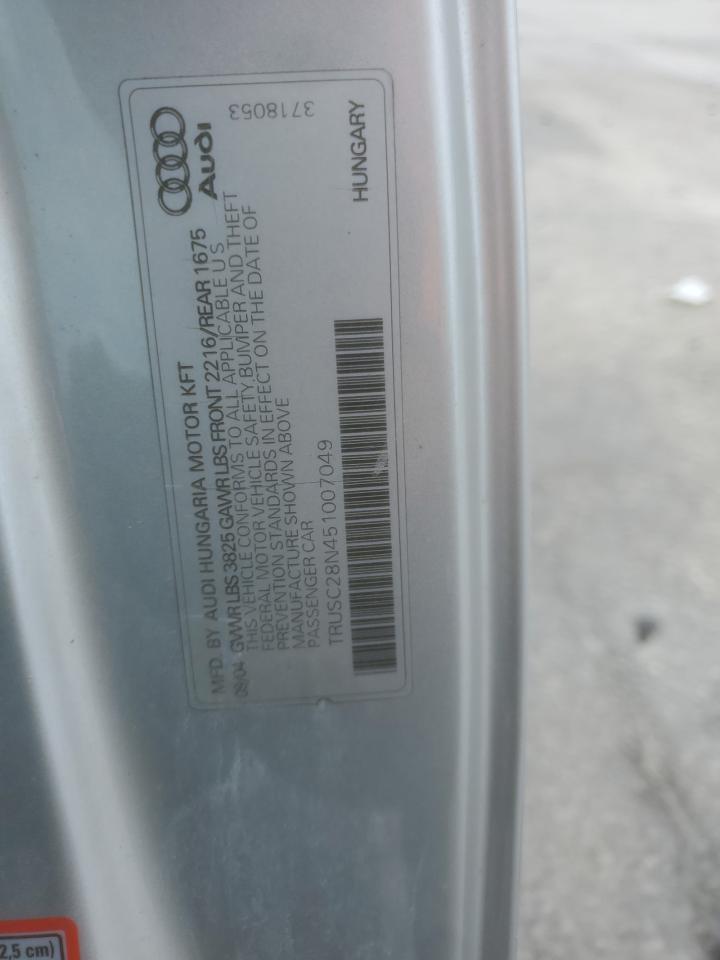 MFD. BY AUDI HUNGARIA MOTOR KFT
09/04 GVWR LBS 3825 GAWR LBS FRONT 2216/REAR 1675
THIS VEHICLE CONFORMS TO ALL APPLICABLE U S
FEDERAL MOTOR VEHICLE SAFETY, BUMPER AND THEFT
PREVENTION STANDARDS IN EFFECT ON THE DATE OF
MANUFACTURE SHOWN ABOVE
PASSENGER CAR
TRUSC28N451007049
Audi
3718053
HUNGARY
2,5 cm)